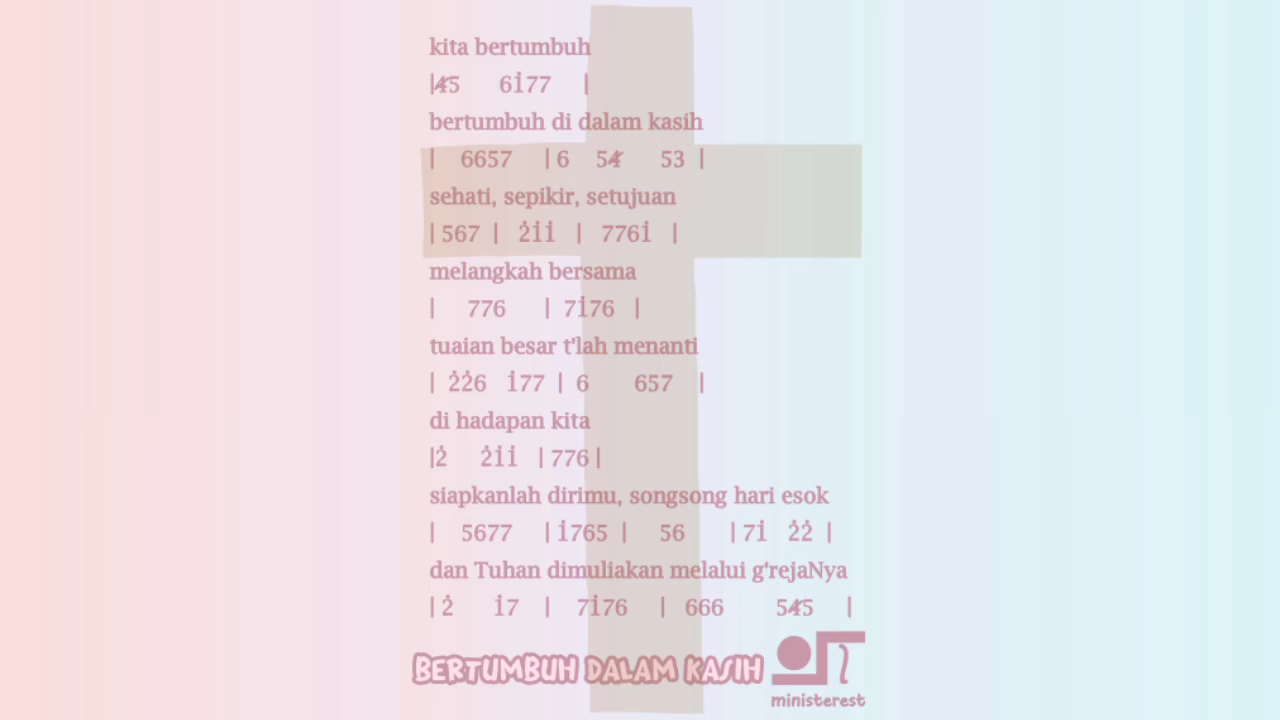 kita bertumbuh
|4̸5 6i̇77 |
bertumbuh di dalam kasih
| 6657 | 6 54̸ 53 |
sehati, sepikir, setujuan
| 567 | 2̇i̇i̇ | 776i̇ |
melangkah bersama
| 776 | 7i̇76 |
tuaian besar t'lah menanti
| 2̇2̇6 i̇77 | 6 657 |
di hadapan kita
|2̇ 2̇i̇i̇ | 776 |
siapkanlah dirimu, songsong hari esok
| 5677 | i̇765 | 56 | 7i̇ 2̇2̇ |
dan Tuhan dimuliakan melalui g'rejaNya
| 2̇ i̇7 | 7i̇76 | 666 54̸5 |
BERTUMBUH DALAM KASIH
ministerest